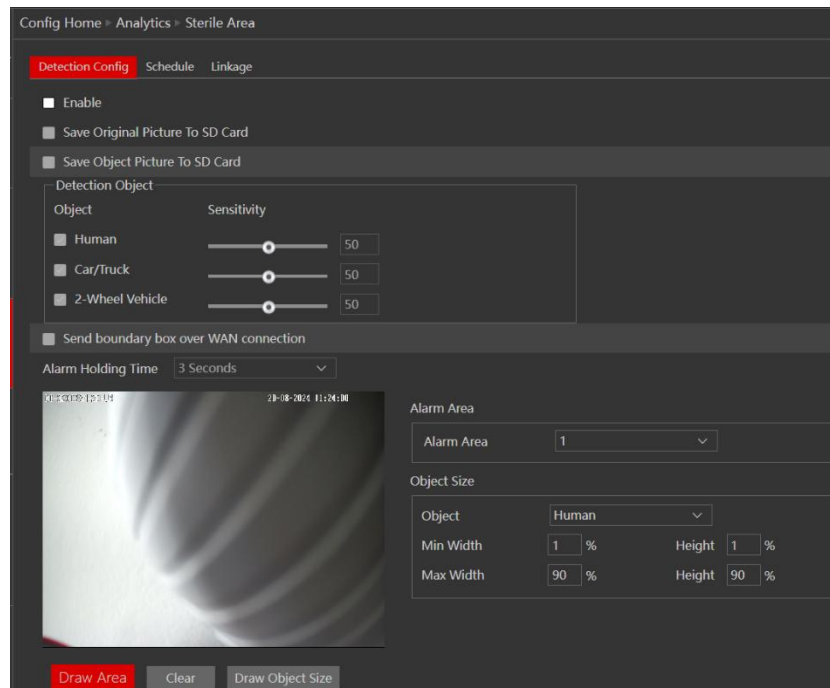 Config Home ▸ Analytics ▸ Sterile Area
Detection Config Schedule Linkage
Enable
Save Original Picture To SD Card
Save Object Picture To SD Card
Detection Object
Object Sensitivity
Human 50
Car/Truck 50
2-Wheel Vehicle 50
Send boundary box over WAN connection
Alarm Holding Time 3 Seconds
28-08-2024 11:24:00
Alarm Area
Alarm Area 1
Object Size
Object Human
Min Width 1 % Height 1 %
Max Width 90 % Height 90 %
Draw Area Clear Draw Object Size